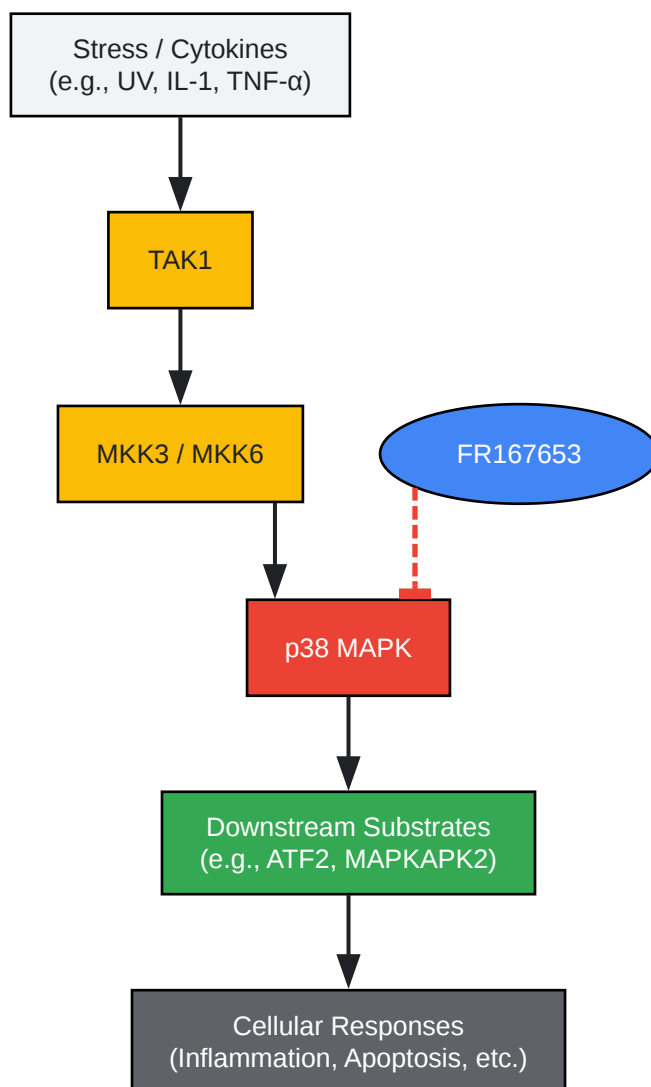 Stress / Cytokines
(e.g., UV, IL-1, TNF-α)
TAK1
MKK3 / MKK6
FR167653
p38 MAPK
Downstream Substrates
(e.g., ATF2, MAPKAPK2)
Cellular Responses
(Inflammation, Apoptosis, etc.)